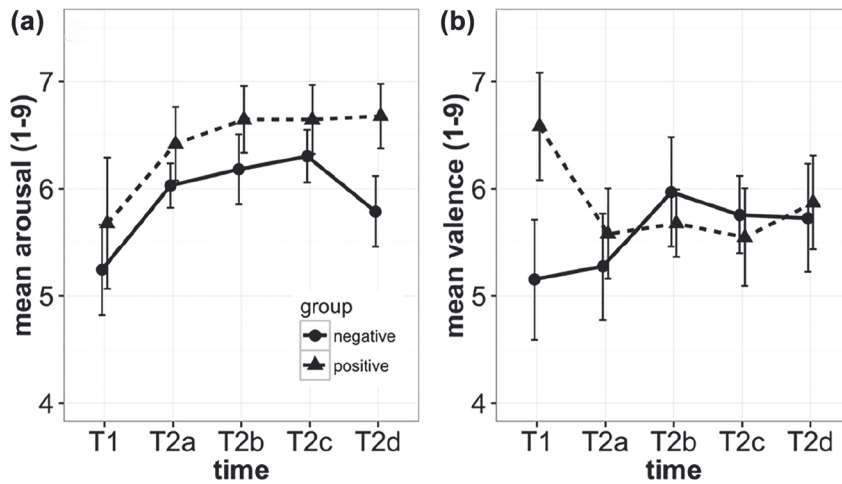 (a)
mean arousal (1-9)
7
6
5
4
group
negative
positive
T1 T2a T2b T2c T2d
time
(b)
mean valence (1-9)
7
6
5
4
T1 T2a T2b T2c T2d
time